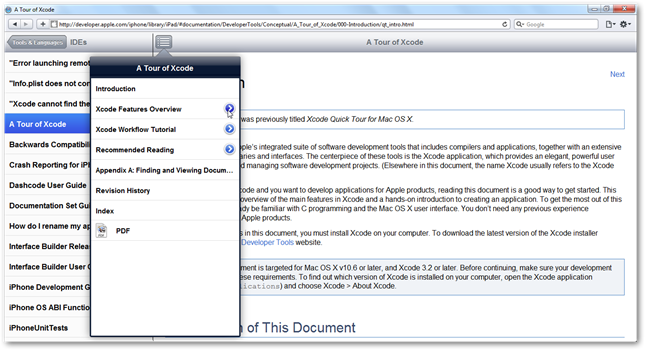 A Tour of Xcode
http://developer.apple.com/iphone/library/iPad/#documentation/DeveloperTools/Conceptual/A_Tour_of_Xcode/000-Introduction/qt_intro.html
Google
Tools & Languages
IDEs
A Tour of Xcode
"Error launching remot
"Info.plist does not con
"Xcode cannot find the
A Tour of Xcode
Backwards Compatibil
Crash Reporting for iP
Dashcode User Guide
Documentation Set Gu
How do I rename my ap
Interface Builder Relea
Interface Builder User G
iPhone Development G
iPhone OS ABI Functio
iPhoneUnitTests
A Tour of Xcode
Introduction
Xcode Features Overview
Xcode Workflow Tutorial
Recommended Reading
Appendix A: Finding and Viewing Docum...
Revision History
Index
PDF
Next
n
was previously titled Xcode Quick Tour for Mac OS X.
pple's integrated suite of software development tools that includes compilers and applications, together with an extensive
aries and interfaces. The centerpiece of these tools is the Xcode application, which provides an elegant, powerful user
d managing software development projects. (Elsewhere in this document, the name Xcode usually refers to the Xcode
code and you want to develop applications for Apple products, reading this document is a good way to get started. This
overview of the main features in Xcode and a hands-on introduction to creating an application. To get the most out of this
dy be familiar with C programming and the Mac OS X user interface. You don't need any previous experience
Apple products.
s in this document, you must install Xcode on your computer. To download the latest version of the Xcode installer
Developer Tools website.
ument is targeted for Mac OS X v10.6 or later, and Xcode 3.2 or later. Before continuing, make sure your development
ese requirements. To find out which version of Xcode is installed on your computer, open the Xcode application
ications) and choose Xcode > About Xcode.
n of This Document